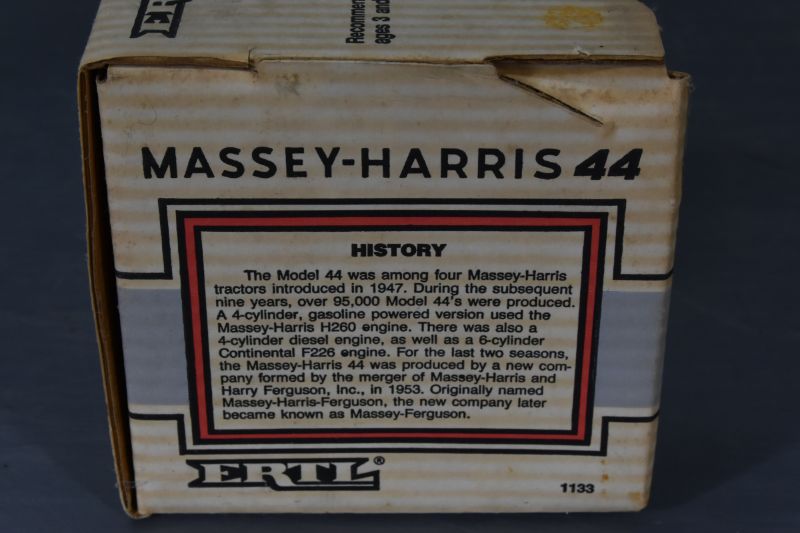 ERTL
Recommen
ages 3 and
MASSEY-HARRIS 44
HISTORY
The Model 44 was among four Massey-Harris
tractors introduced in 1947. During the subsequent
nine years, over 95,000 Model 44's were produced.
A 4-cylinder, gasoline powered version used the
Massey-Harris H260 engine. There was also a
4-cylinder diesel engine, as well as a 6-cylinder
Continental F226 engine. For the last two seasons,
the Massey-Harris 44 was produced by a new com-
pany formed by the merger of Massey-Harris and
Harry Ferguson, Inc., in 1953. Originally named
Massey-Harris-Ferguson, the new company later
became known as Massey-Ferguson.
ERTL®
1133